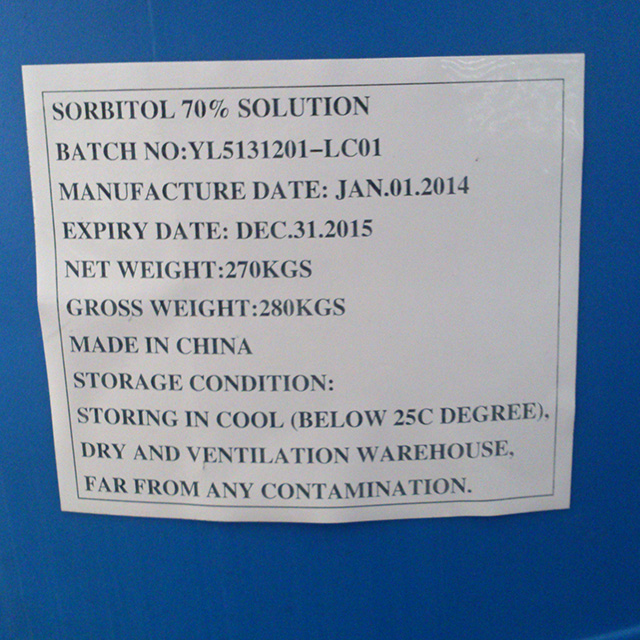 SORBITOL 70% SOLUTION
BATCH NO:YL5131201-LC01
MANUFACTURE DATE: JAN.01.2014
EXPIRY DATE: DEC.31.2015
NET WEIGHT:270KGS
GROSS WEIGHT:280KGS
MADE IN CHINA
STORAGE CONDITION:
STORING IN COOL (BELOW 25C DEGREE),
DRY AND VENTILATION WAREHOUSE,
FAR FROM ANY CONTAMINATION.